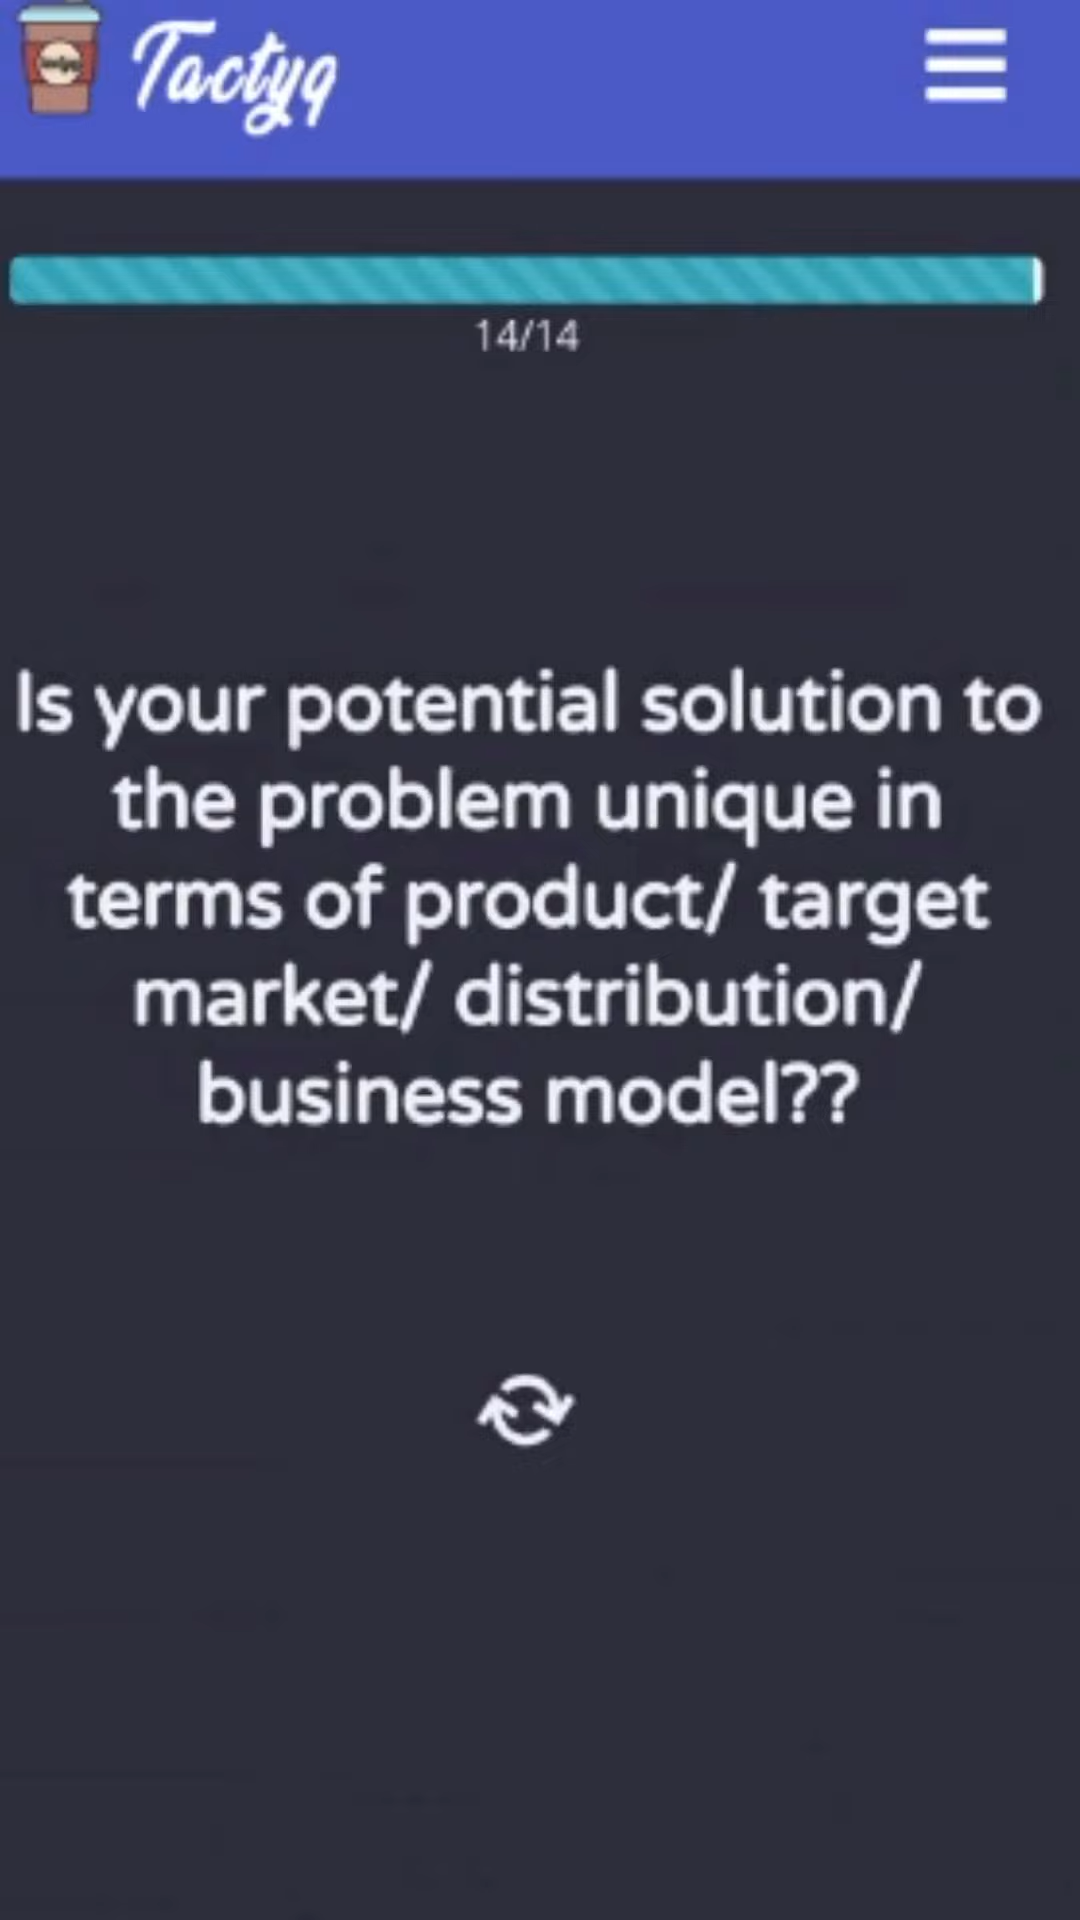 Tactyq
14/14
Is your potential solution to
the problem unique in
terms of product/ target
market/ distribution/
business model??